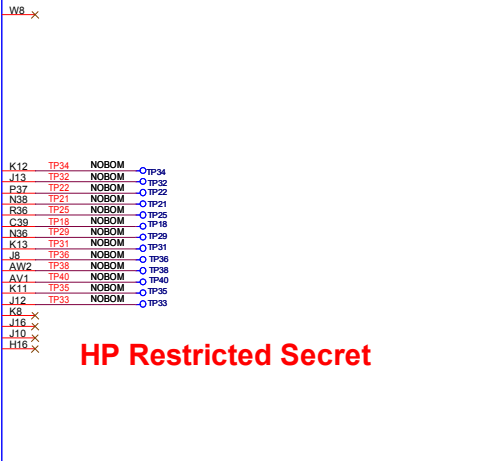 W8
K12 TP34 NOBOM TP34
J13 TP32 NOBOM TP32
P37 TP22 NOBOM TP22
N38 TP21 NOBOM TP21
R36 TP25 NOBOM TP25
C39 TP18 NOBOM TP18
N36 TP29 NOBOM TP29
K13 TP31 NOBOM TP31
J8 TP36 NOBOM TP36
AW2 TP38 NOBOM TP38
AV1 TP40 NOBOM TP40
K11 TP35 NOBOM TP35
J12 TP33 NOBOM TP33
K8
J16
J10
H16
HP Restricted Secret